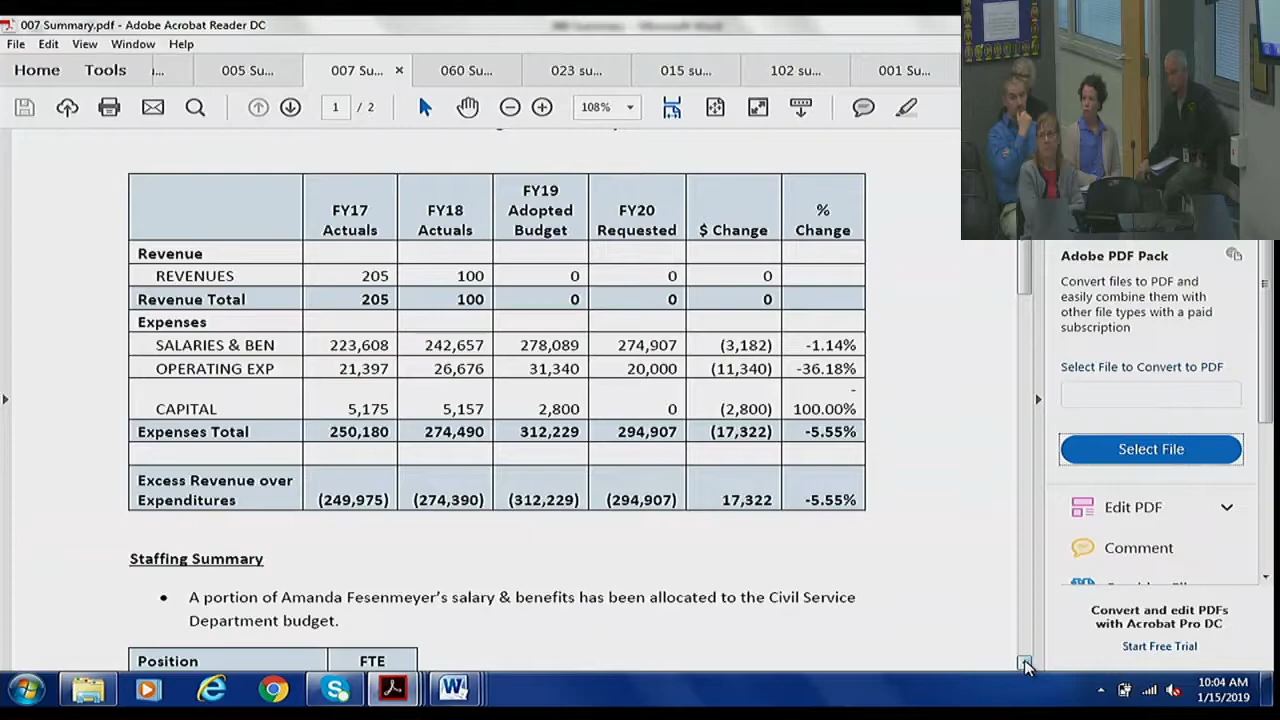 007 Summary.pdf - Adobe Acrobat Reader DC
File Edit View Window Help
Home Tools ı... 005 Su... 007 Su... × 060 Su... 023 su... 015 su... 102 su... 001 Su...
1 / 2 108%
FY17 Actuals FY18 Actuals FY19 Adopted Budget FY20 Requested $ Change % Change
Revenue
REVENUES 205 100 0 0 0
Revenue Total 205 100 0 0 0
Expenses
SALARIES & BEN 223,608 242,657 278,089 274,907 (3,182) -1.14%
OPERATING EXP 21,397 26,676 31,340 20,000 (11,340) -36.18%
CAPITAL 5,175 5,157 2,800 0 (2,800) -100.00%
Expenses Total 250,180 274,490 312,229 294,907 (17,322) -5.55%
Excess Revenue over Expenditures (249,975) (274,390) (312,229) (294,907) 17,322 -5.55%
Staffing Summary
• A portion of Amanda Fesenmeyer's salary & benefits has been allocated to the Civil Service
Department budget.
Position FTE
Adobe PDF Pack
Convert files to PDF and
easily combine them with
other file types with a paid
subscription
Select File to Convert to PDF
Select File
Edit PDF
Comment
Convert and edit PDFs
with Acrobat Pro DC
Start Free Trial
10:04 AM
1/15/2019